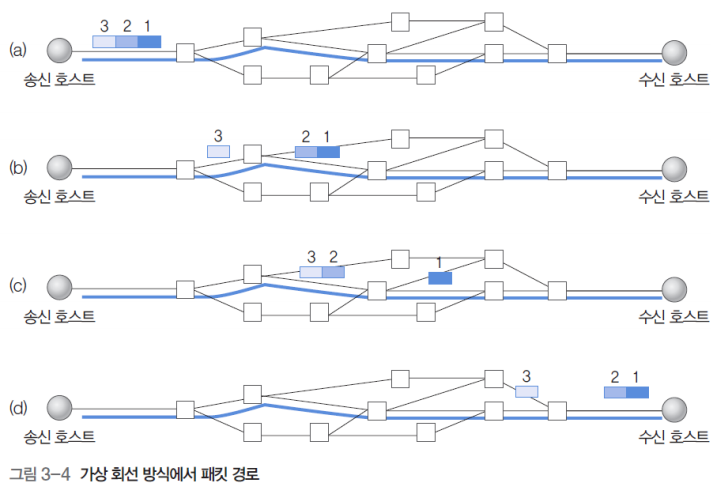 3 2 1
(a)
송신 호스트
수신 호스트
3
2 1
(b)
송신 호스트
수신 호스트
3 2
1
(c)
송신 호스트
수신 호스트
3
2 1
(d)
송신 호스트
수신 호스트
그림 3-4 가상 회선 방식에서 패킷 경로